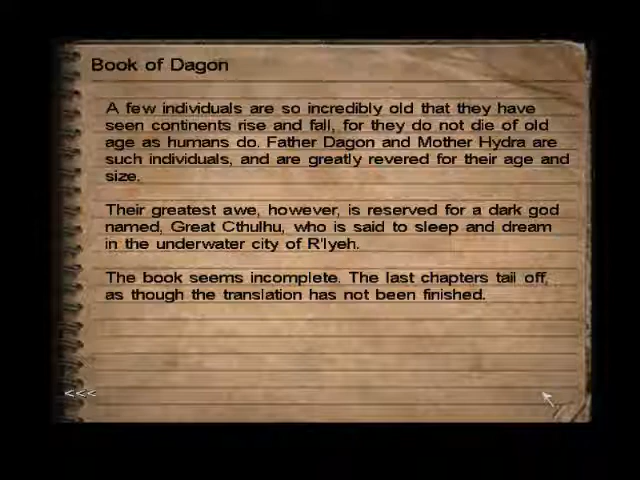 Book of Dagon
A few individuals are so incredibly old that they have
seen continents rise and fall, for they do not die of old
age as humans do. Father Dagon and Mother Hydra are
such individuals, and are greatly revered for their age and
size.
Their greatest awe, however, is reserved for a dark god
named, Great Cthulhu, who is said to sleep and dream
in the underwater city of R'lyeh.
The book seems incomplete. The last chapters tail off,
as though the translation has not been finished.
<<<